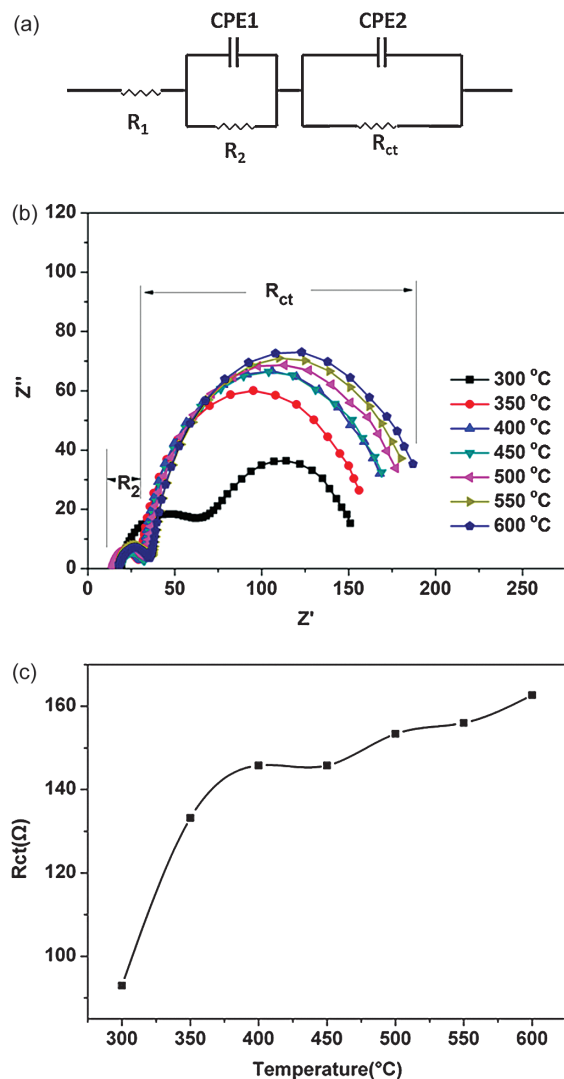 (a)
CPE1
CPE2
R1
R2
Rct
(b)
120
100
80
60
40
20
0
Z''
Rct
R2
300 °C
350 °C
400 °C
450 °C
500 °C
550 °C
600 °C
0
50
100
150
200
250
Z'
(c)
160
140
120
100
Rct(Ω)
300
350
400
450
500
550
600
Temperature(°C)